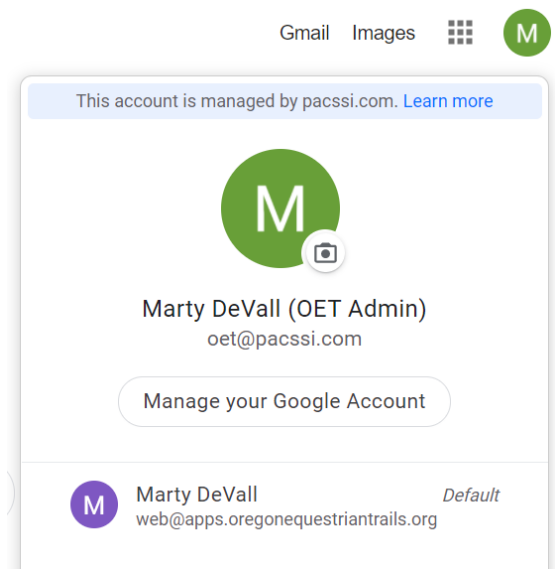 Gmail Images M
This account is managed by pacssi.com. Learn more
M
Marty DeVall (OET Admin)
oet@pacssi.com
Manage your Google Account
M Marty DeVall Default
web@apps.oregonequestriantrails.org